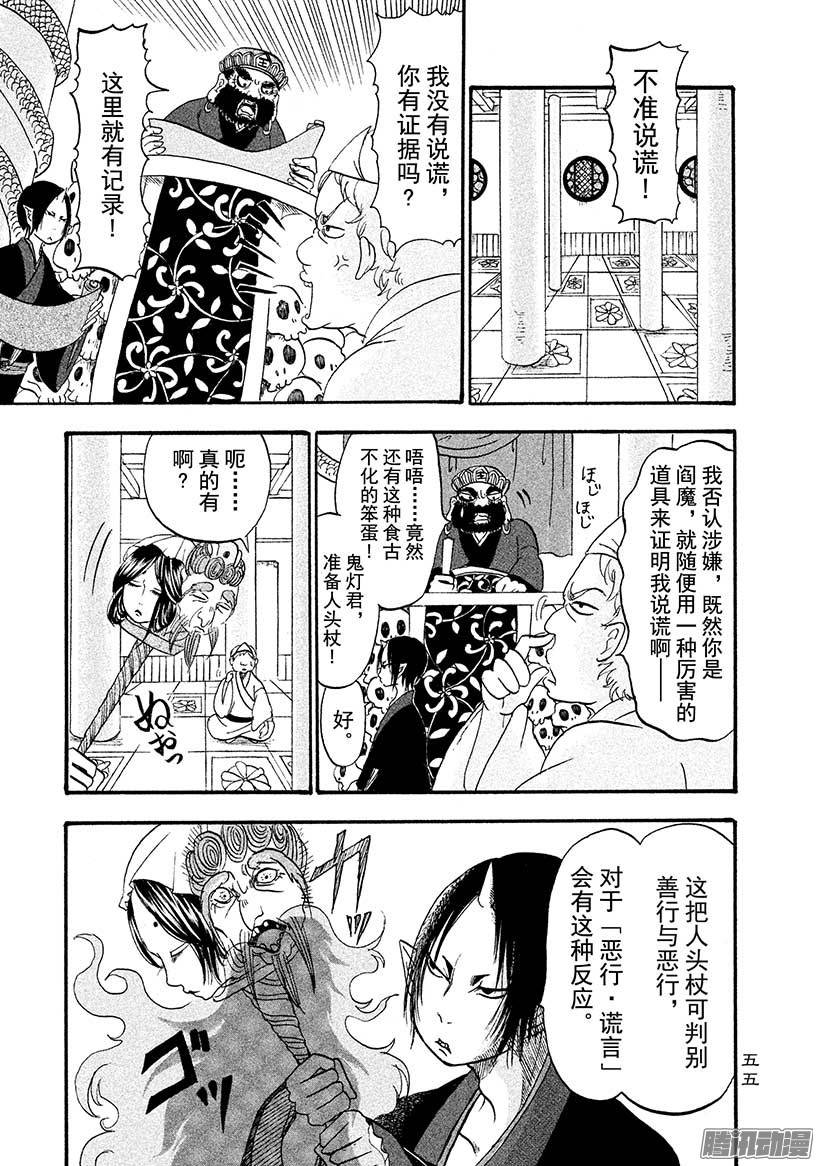 不准说谎！
我没有说谎，
你有证据吗？
这里就有记录！
我否认涉嫌，既然你是
阎魔，就随便用一种厉害的
道具来证明我说谎啊——
ほじ
ほじ
唔唔……竟然
还有这种食古
不化的笨蛋！
鬼灯君，
准备人头杖！
好。
呃……
真的有
啊？
ぬおっ
这把人头杖可判别
善行与恶行，
对于「恶行·谎言」
会有这种反应。
カッ
五五
腾讯动漫